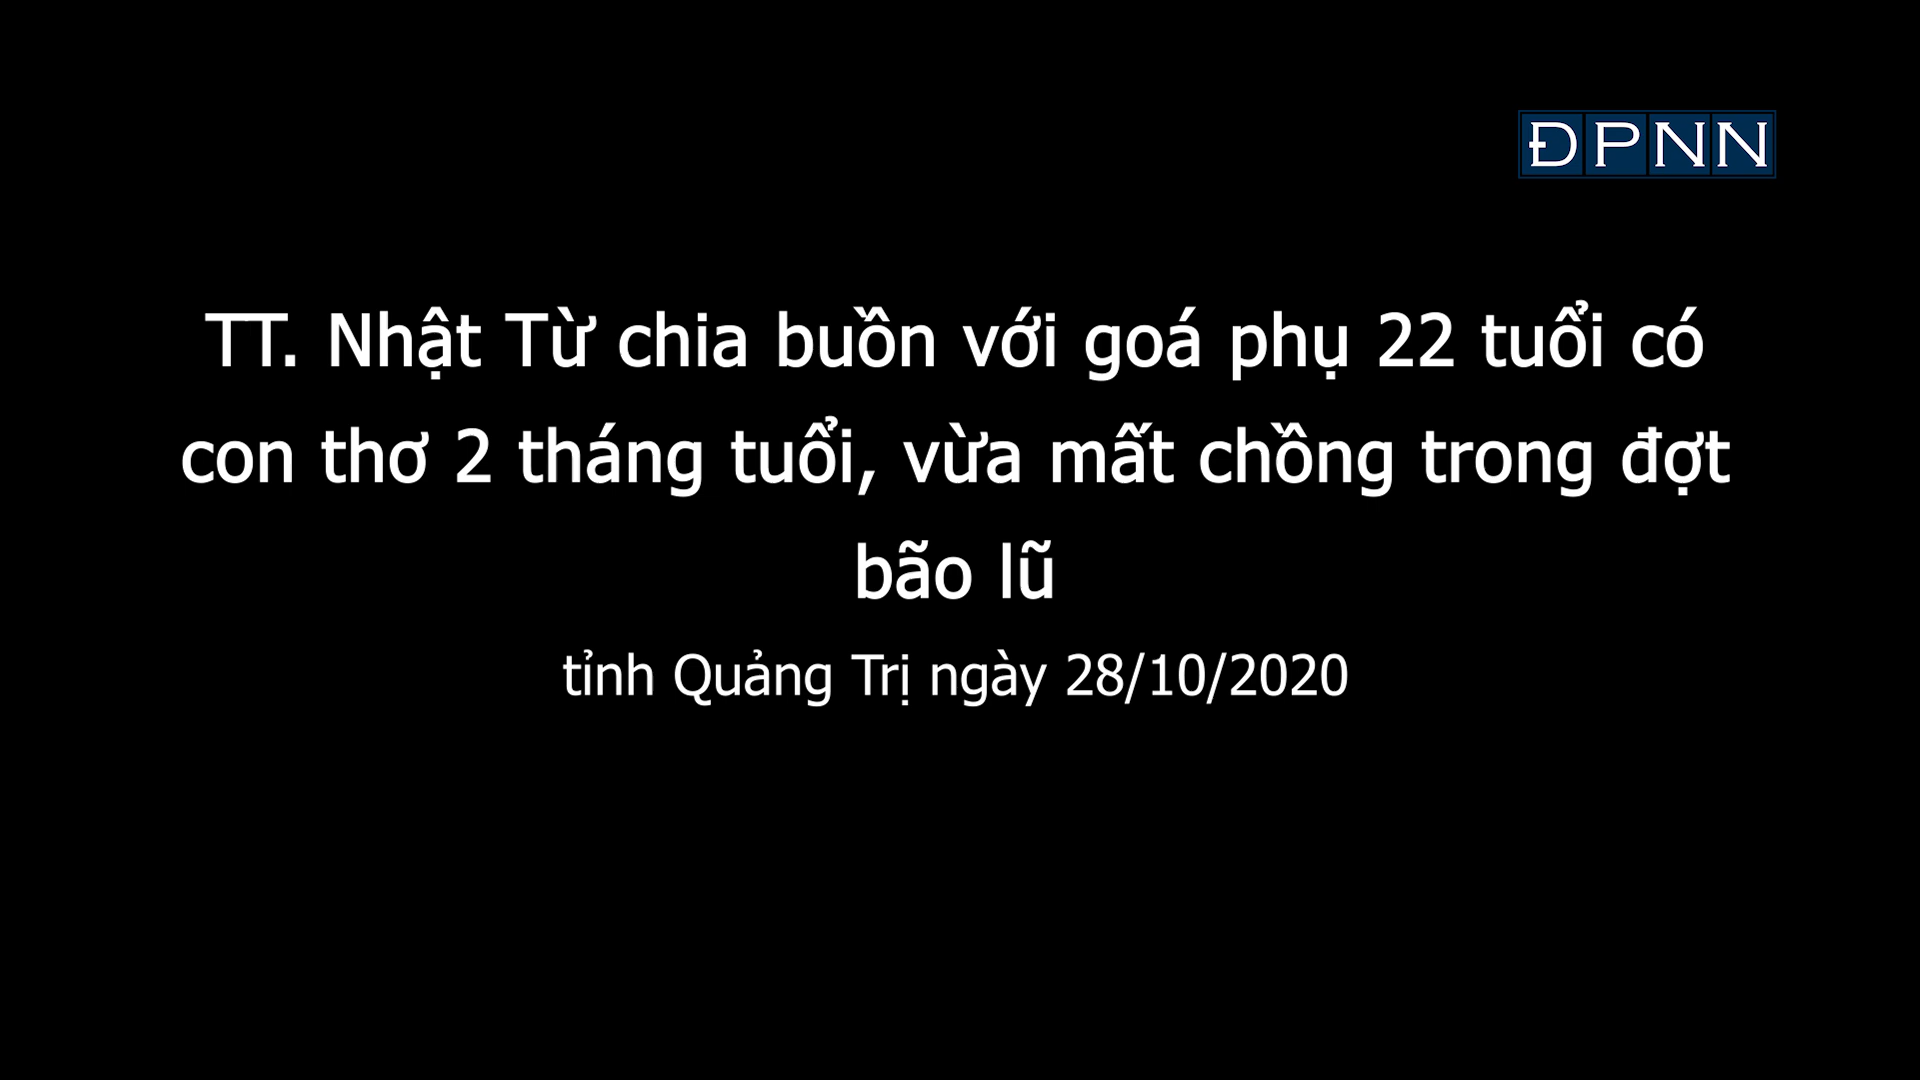 ĐPNN
TT. Nhật Từ chia buồn với goá phụ 22 tuổi có
con thơ 2 tháng tuổi, vừa mất chồng trong đợt
bão lũ
tỉnh Quảng Trị ngày 28/10/2020